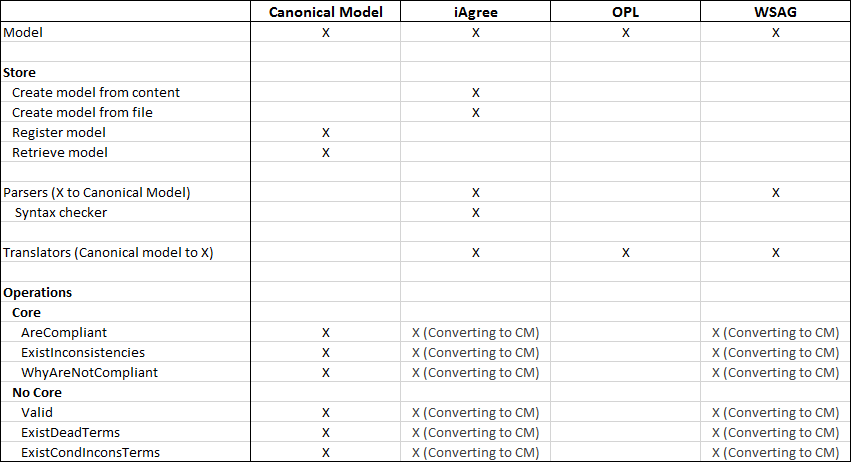 Canonical Model iAgree OPL WSAG
Model X X X X
Store
Create model from content X
Create model from file X
Register model X
Retrieve model X
Parsers (X to Canonical Model) X X
Syntax checker X
Translators (Canonical model to X) X X X
Operations
Core
AreCompliant X X (Converting to CM) X (Converting to CM)
ExistInconsistencies X X (Converting to CM) X (Converting to CM)
WhyAreNotCompliant X X (Converting to CM) X (Converting to CM)
No Core
Valid X X (Converting to CM) X (Converting to CM)
ExistDeadTerms X X (Converting to CM) X (Converting to CM)
ExistCondInconsTerms X X (Converting to CM) X (Converting to CM)